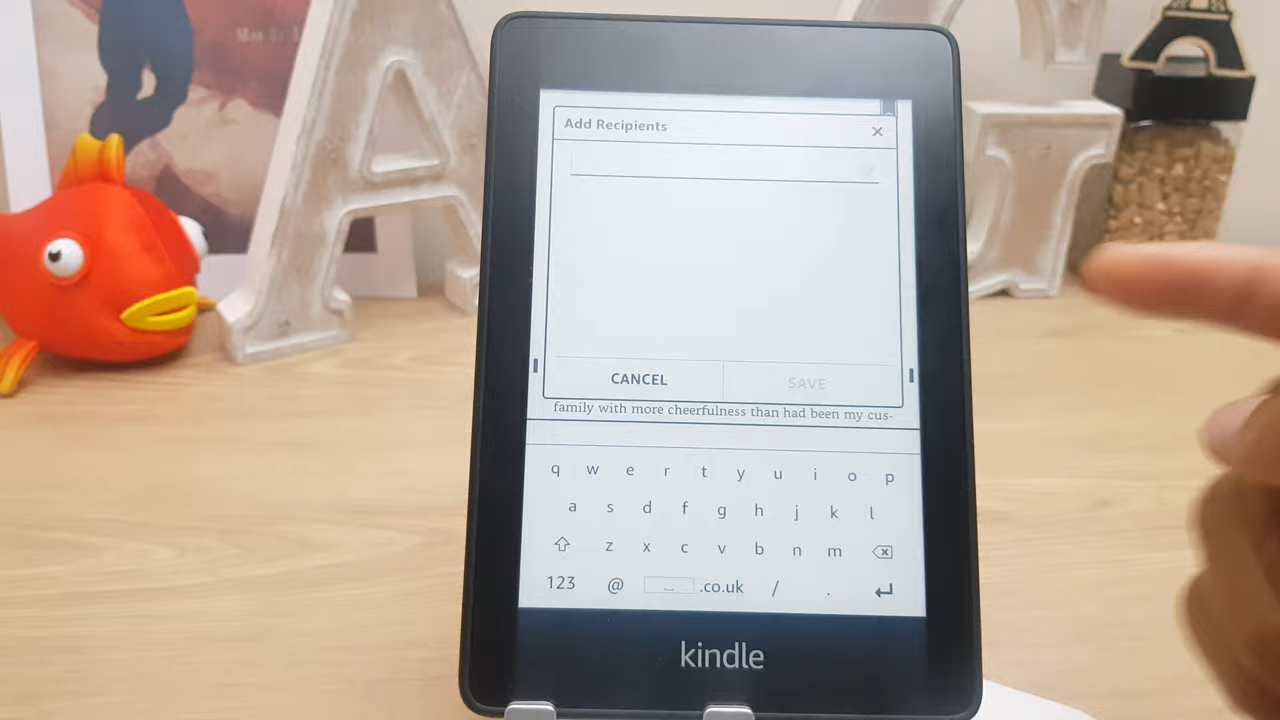 Add Recipients
CANCEL
SAVE
family with more cheerfulness than had been my cus-
q w e r t y u i o p
a s d f g h j k l
z x c v b n m
123 @ .co.uk / .
kindle